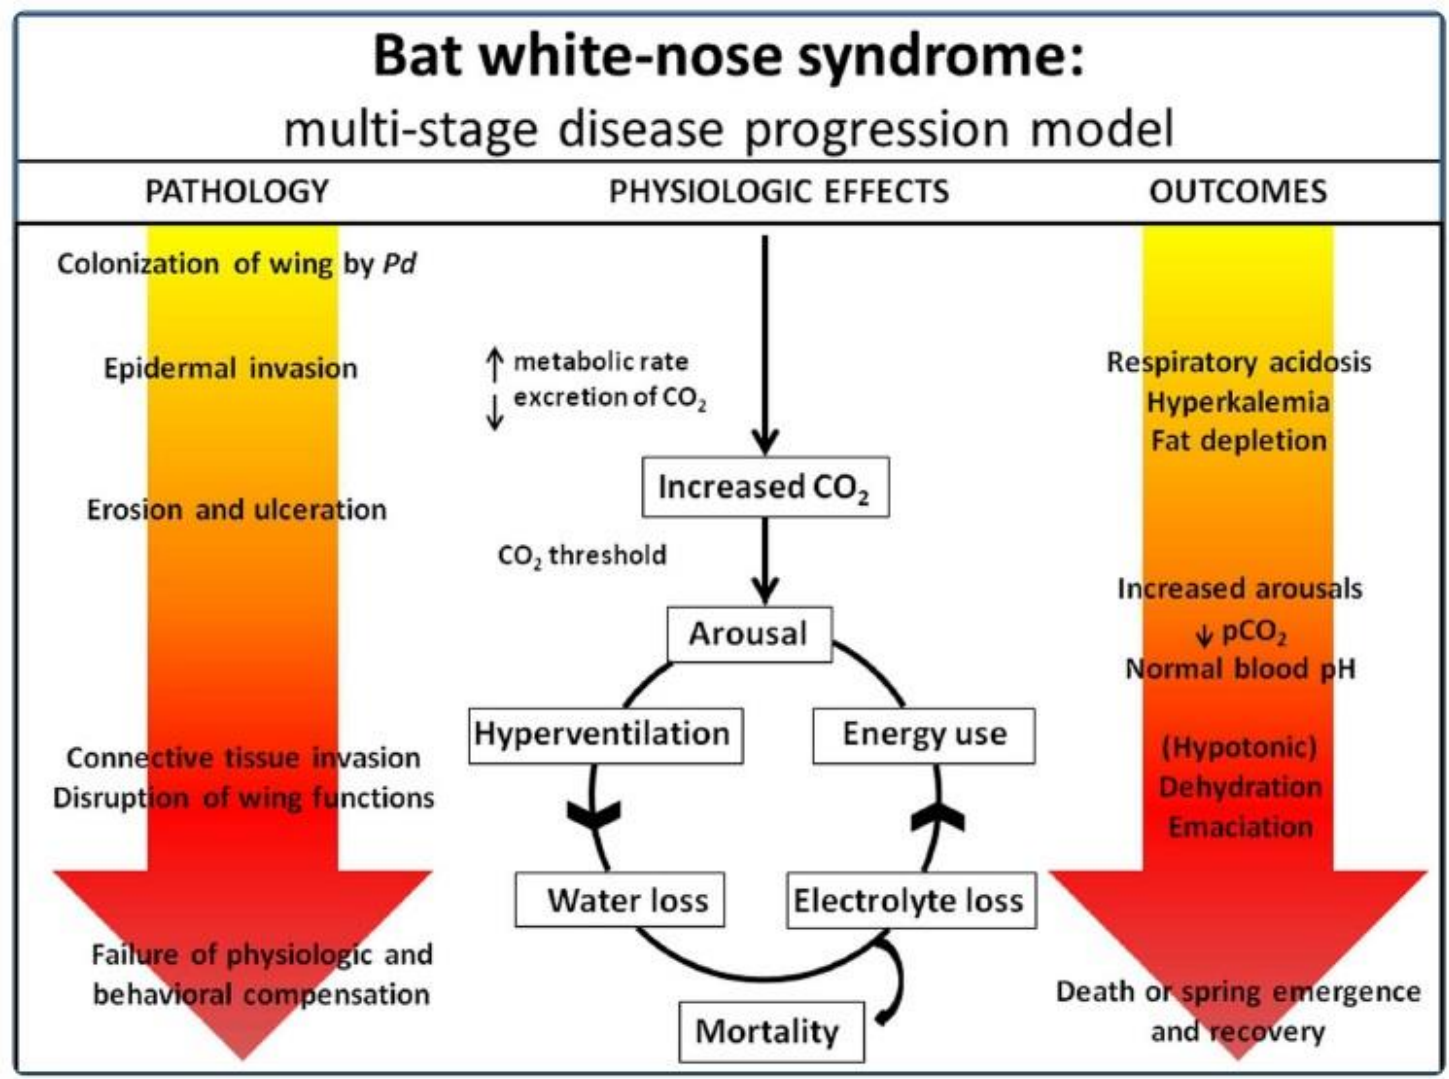 Bat white-nose syndrome:
multi-stage disease progression model
PATHOLOGY
PHYSIOLOGIC EFFECTS
OUTCOMES
Colonization of wing by Pd
Epidermal invasion
Erosion and ulceration
Connective tissue invasion
Disruption of wing functions
Failure of physiologic and
behavioral compensation
↑ metabolic rate
↓ excretion of CO₂
Increased CO₂
CO₂ threshold
Arousal
Hyperventilation
Energy use
Water loss
Electrolyte loss
Mortality
Respiratory acidosis
Hyperkalemia
Fat depletion
Increased arousals
↓ pCO₂
Normal blood pH
(Hypotonic)
Dehydration
Emaciation
Death or spring emergence
and recovery